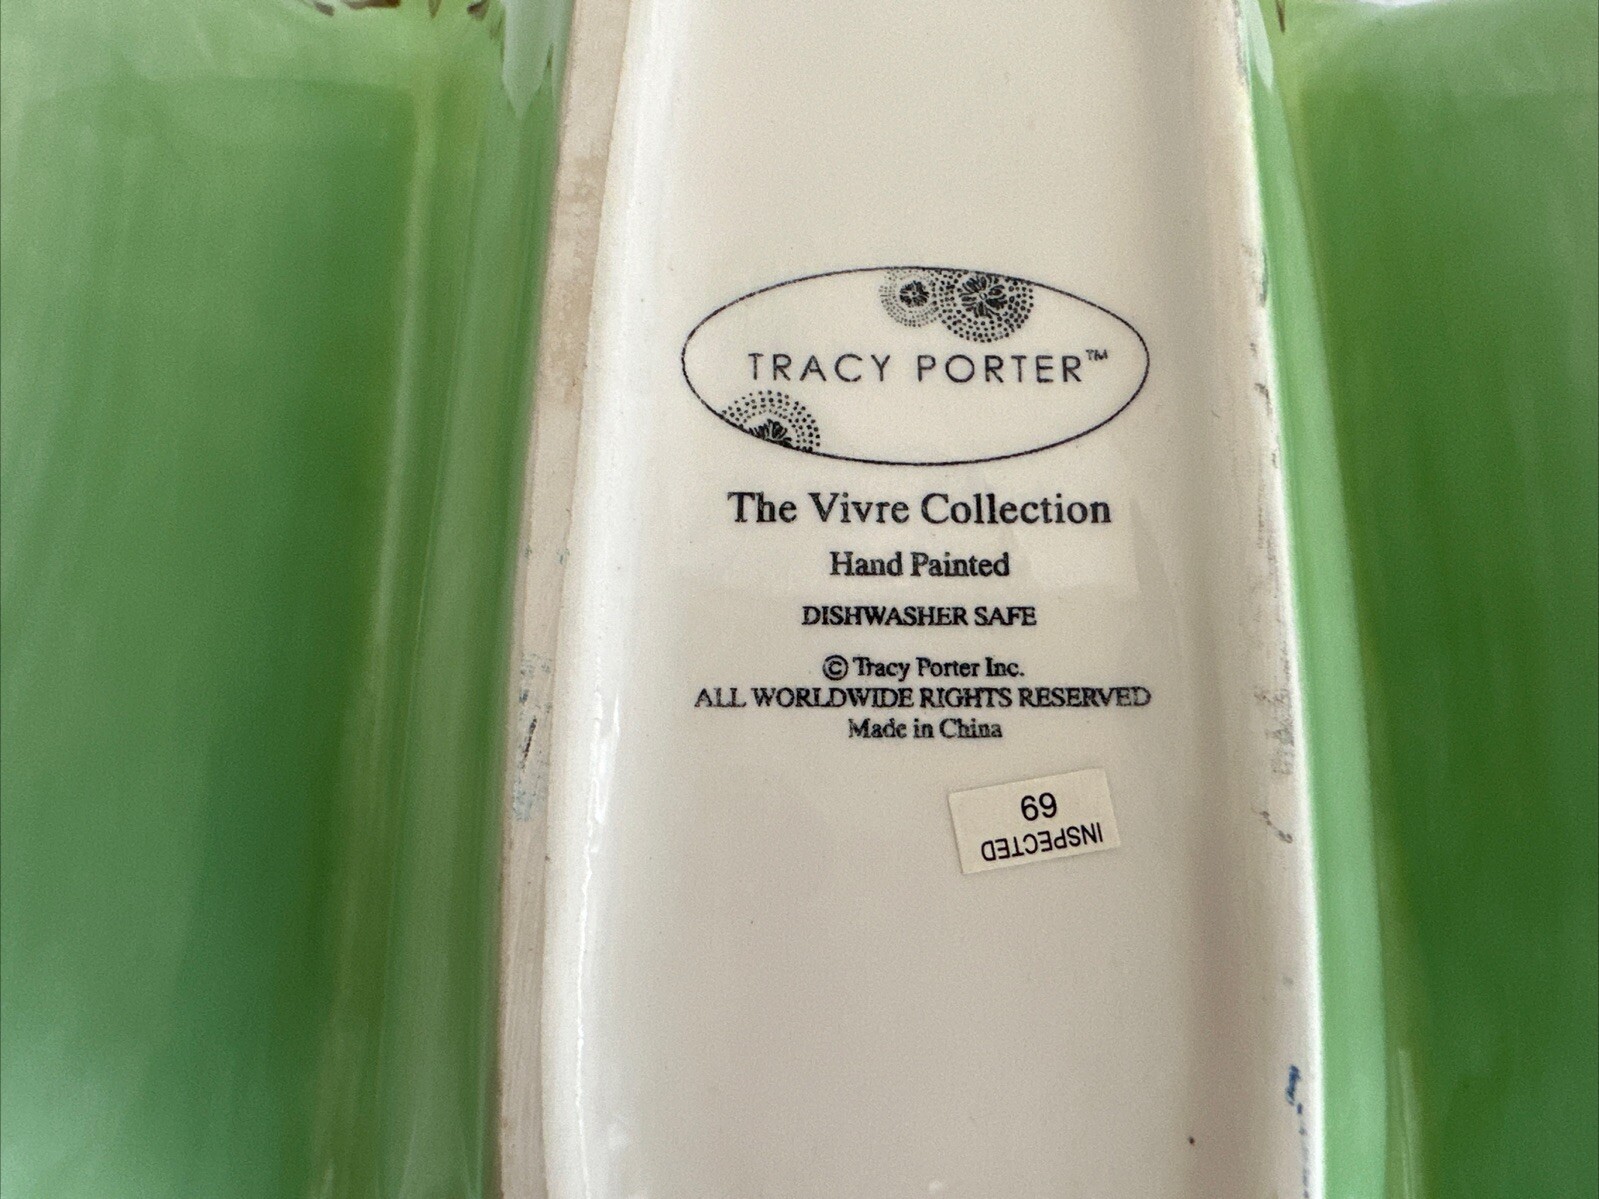 TRACY PORTER™
The Vivre Collection
Hand Painted
DISHWASHER SAFE
© Tracy Porter Inc.
ALL WORLDWIDE RIGHTS RESERVED
Made in China
INSPECTED
69